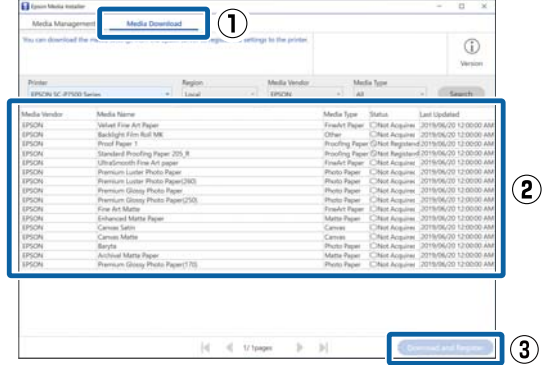 Epson Media Installer
Media Management Media Download ①
You can download the media settings from the Epson server to register the settings to the printer.
Version
Printer Region Media Vendor Media Type
EPSON SC-P7500 Series Local EPSON All Search
Media Vendor Media Name Media Type Status Last Updated
EPSON Velvet Fine Art Paper FineArt Paper Not Acquired 2019/06/20 12:00:00 AM
EPSON Backlight Film Roll MK Other Not Acquired 2019/06/20 12:00:00 AM
EPSON Proof Paper 1 Proofing Paper Not Registered 2019/06/20 12:00:00 AM
EPSON Standard Proofing Paper 205_R Proofing Paper Not Registered 2019/06/20 12:00:00 AM
EPSON UltraSmooth Fine Art paper FineArt Paper Not Acquired 2019/06/20 12:00:00 AM
EPSON Premium Luster Photo Paper Photo Paper Not Acquired 2019/06/20 12:00:00 AM
EPSON Premium Luster Photo Paper(260) Photo Paper Not Acquired 2019/06/20 12:00:00 AM
EPSON Premium Glossy Photo Paper Photo Paper Not Acquired 2019/06/20 12:00:00 AM
EPSON Premium Glossy Photo Paper(250) Photo Paper Not Acquired 2019/06/20 12:00:00 AM
EPSON Fine Art Matte FineArt Paper Not Acquired 2019/06/20 12:00:00 AM
EPSON Enhanced Matte Paper Matte Paper Not Acquired 2019/06/20 12:00:00 AM
EPSON Canvas Satin Canvas Not Acquired 2019/06/20 12:00:00 AM
EPSON Canvas Matte Canvas Not Acquired 2019/06/20 12:00:00 AM
EPSON Baryta Photo Paper Not Acquired 2019/06/20 12:00:00 AM
EPSON Archival Matte Paper Matte Paper Not Acquired 2019/06/20 12:00:00 AM
EPSON Premium Glossy Photo Paper(170) Photo Paper Not Acquired 2019/06/20 12:00:00 AM
②
1/ 1pages Download and Register ③